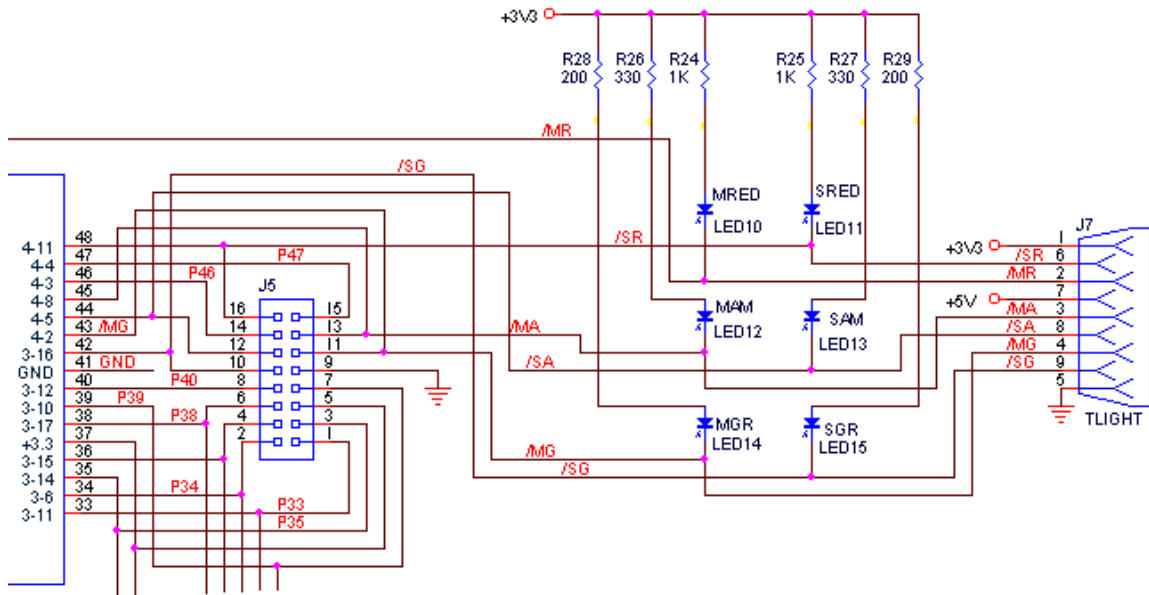 +3V3
R28 R26 R24 R25 R27 R29
200 330 1K 1K 330 200
/MR
/SG
MRED SRED
LED10 LED11
/SR
J7
+3V3 1
/SR 6
/MR 2
+5V 7
/MA 3
/SA 8
/MG 4
/SG 9
5
TLIGHT
4-11 48
4-4 47 P47
4-3 46 P46
4-8 45
4-5 44
4-2 43 /MG
3-16 42
GND 41 GND
3-12 40 P40
3-10 39 P39
3-17 38 P38
+3.3 37
3-15 36
3-14 35
3-6 34 P34
3-11 33 P33
P35
J5
16 15
14 13
12 11
10 9
8 7
6 5
4 3
2 1
MAM SAM
LED12 LED13
/MA
/SA
MGR SGR
LED14 LED15
/MG
/SG